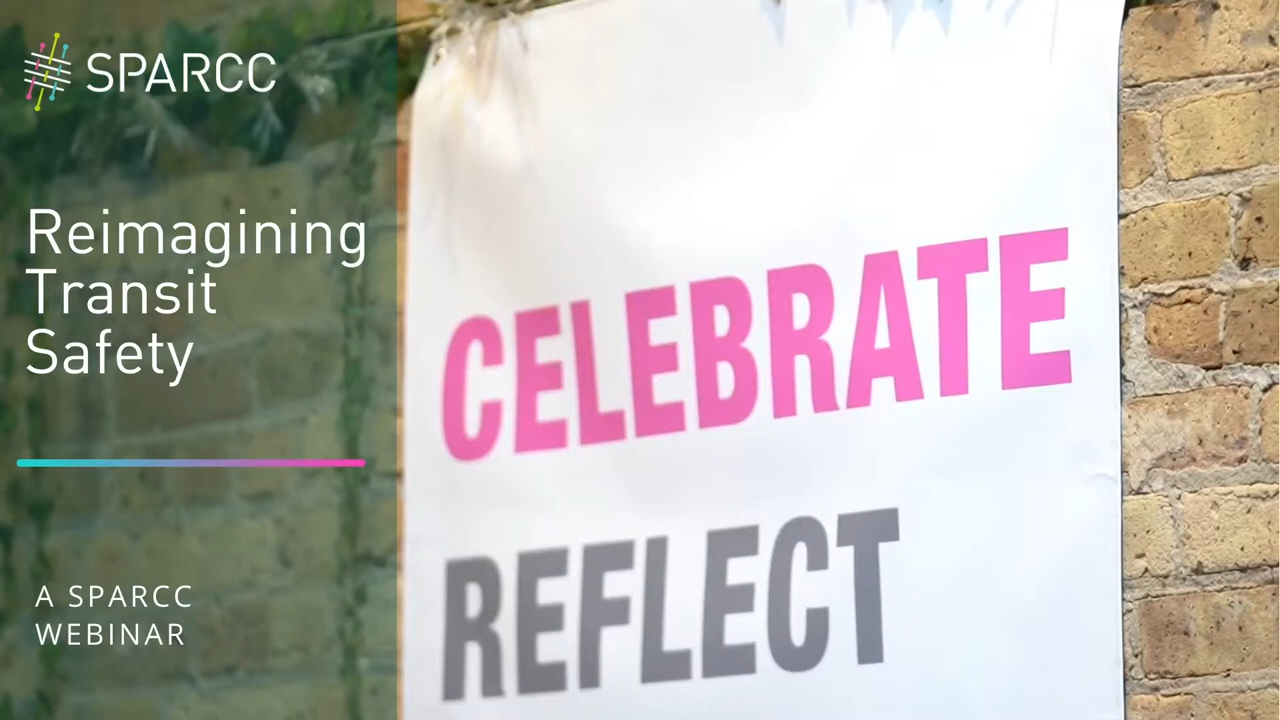 SPARCC
Reimagining
Transit
Safety
A SPARCC
WEBINAR
CELEBRATE
REFLECT